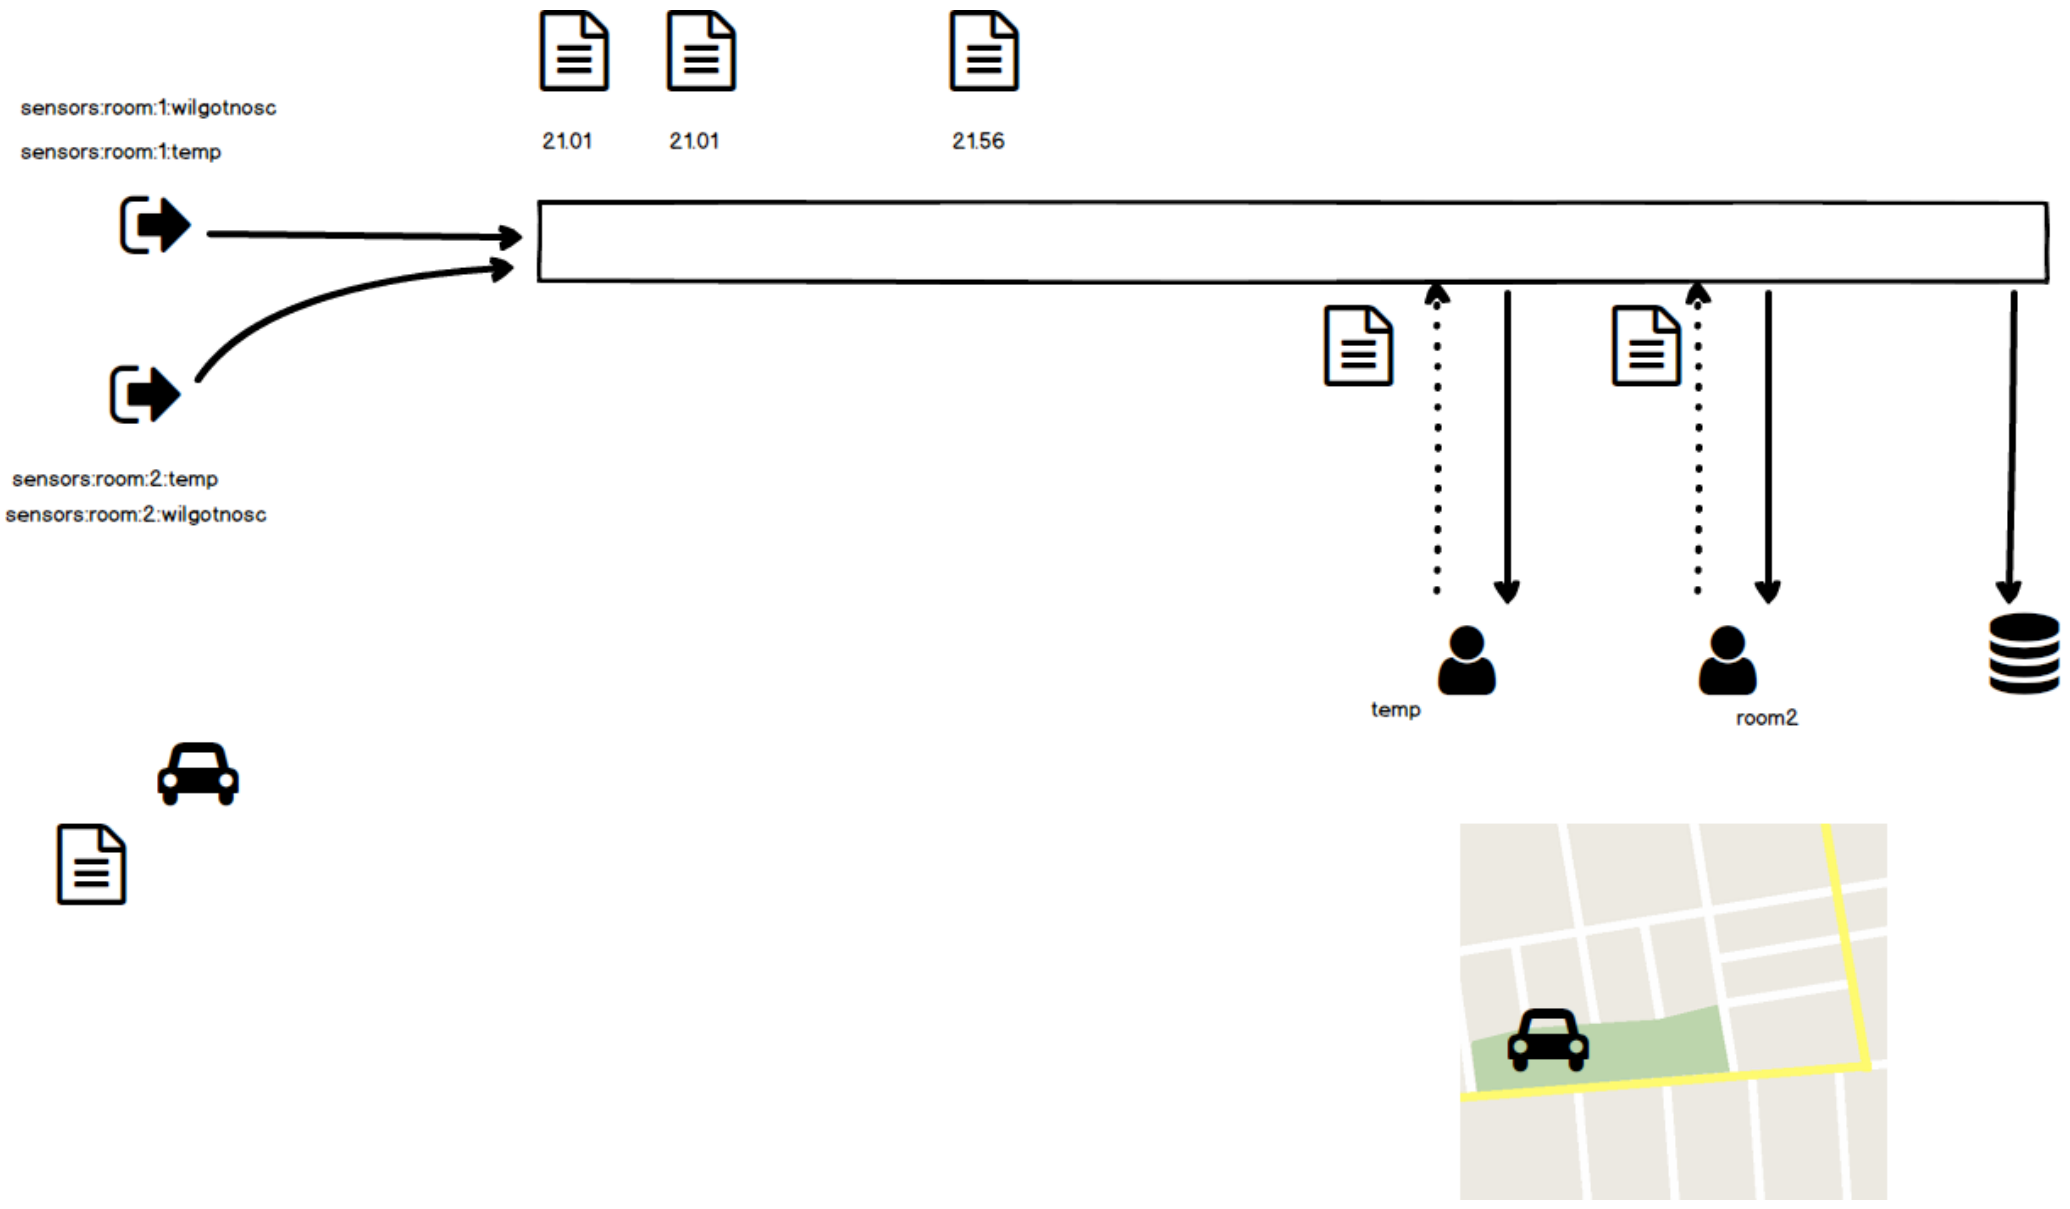 sensors:room:1:wilgotnosc
sensors:room:1:temp
21.01
21.01
21.56
sensors:room:2:temp
sensors:room:2:wilgotnosc
temp
room2